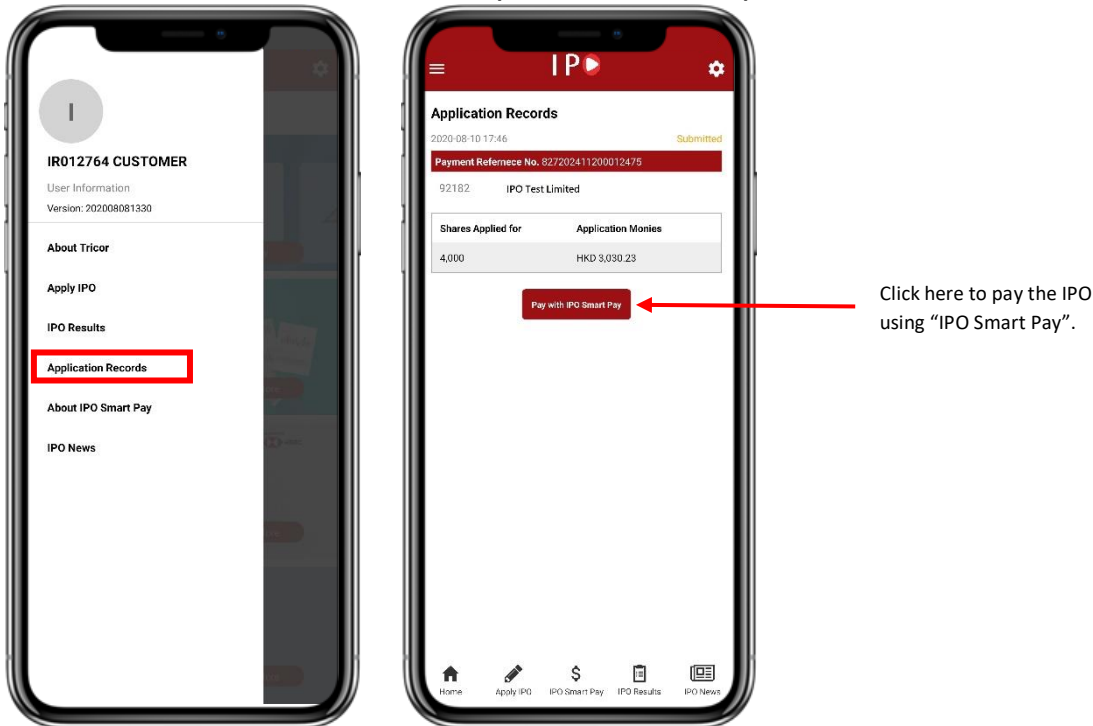 I
IR012764 CUSTOMER
User Information
Version: 202008081330
About Tricor
Apply IPO
IPO Results
Application Records
About IPO Smart Pay
IPO News
IPO
Application Records
2020-08-10 17:46 Submitted
Payment Refernece No. 827202411200012475
92182 IPO Test Limited
Shares Applied for Application Monies
4,000 HKD 3,030.23
Pay with IPO Smart Pay
Home Apply IPO IPO Smart Pay IPO Results IPO News
Click here to pay the IPO
using “IPO Smart Pay”.